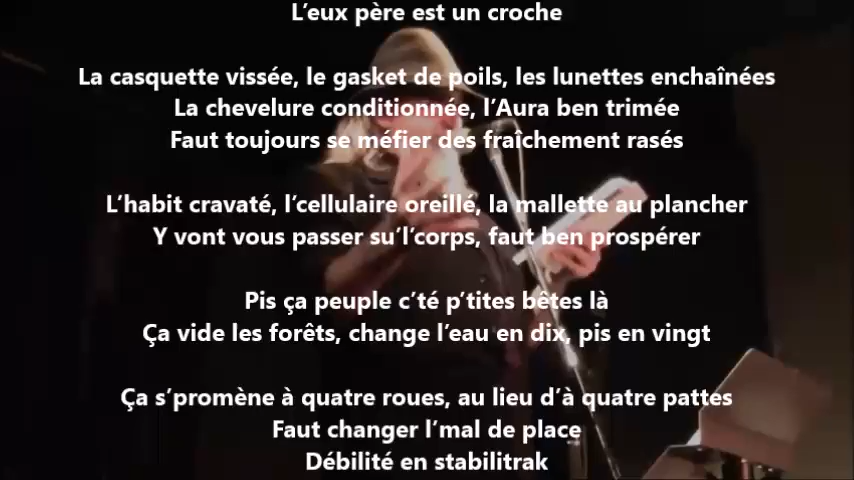 L'eux père est un croche
La casquette vissée, le gasket de poils, les lunettes enchaînées
La chevelure conditionnée, l'Aura ben trimée
Faut toujours se méfier des fraîchement rasés
L'habit cravaté, l'cellulaire oreillé, la mallette au plancher
Y vont vous passer su'l'corps, faut ben prospérer
Pis ça peuple c'té p'tites bêtes là
Ça vide les forêts, change l'eau en dix, pis en vingt
Ça s'promène à quatre roues, au lieu d'à quatre pattes
Faut changer l'mal de place
Débilité en stabilitrak